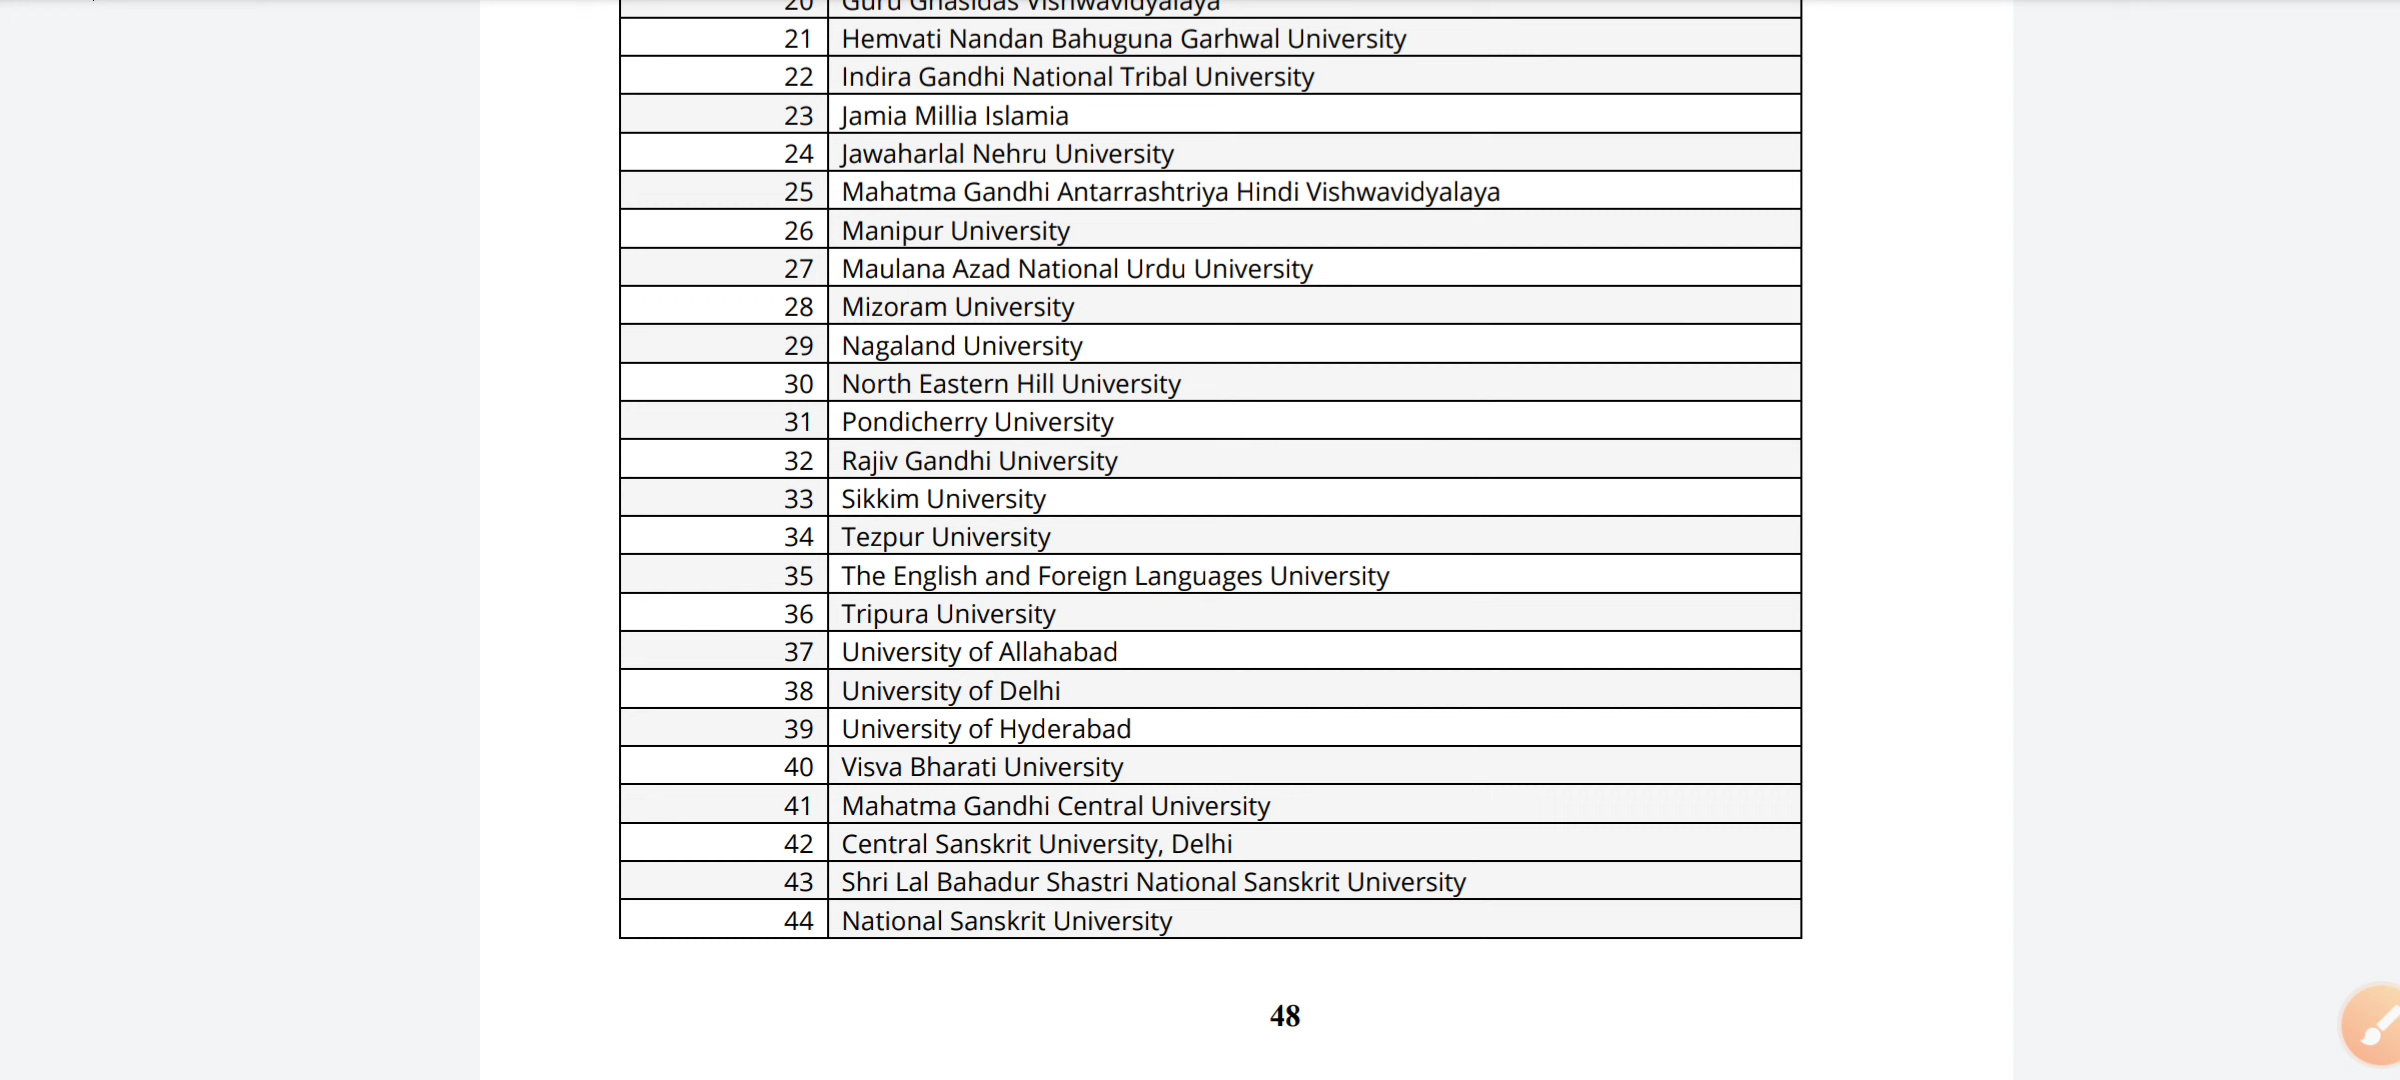 20 Guru Ghasidas Vishwavidyalaya
21 Hemvati Nandan Bahuguna Garhwal University
22 Indira Gandhi National Tribal University
23 Jamia Millia Islamia
24 Jawaharlal Nehru University
25 Mahatma Gandhi Antarrashtriya Hindi Vishwavidyalaya
26 Manipur University
27 Maulana Azad National Urdu University
28 Mizoram University
29 Nagaland University
30 North Eastern Hill University
31 Pondicherry University
32 Rajiv Gandhi University
33 Sikkim University
34 Tezpur University
35 The English and Foreign Languages University
36 Tripura University
37 University of Allahabad
38 University of Delhi
39 University of Hyderabad
40 Visva Bharati University
41 Mahatma Gandhi Central University
42 Central Sanskrit University, Delhi
43 Shri Lal Bahadur Shastri National Sanskrit University
44 National Sanskrit University
48